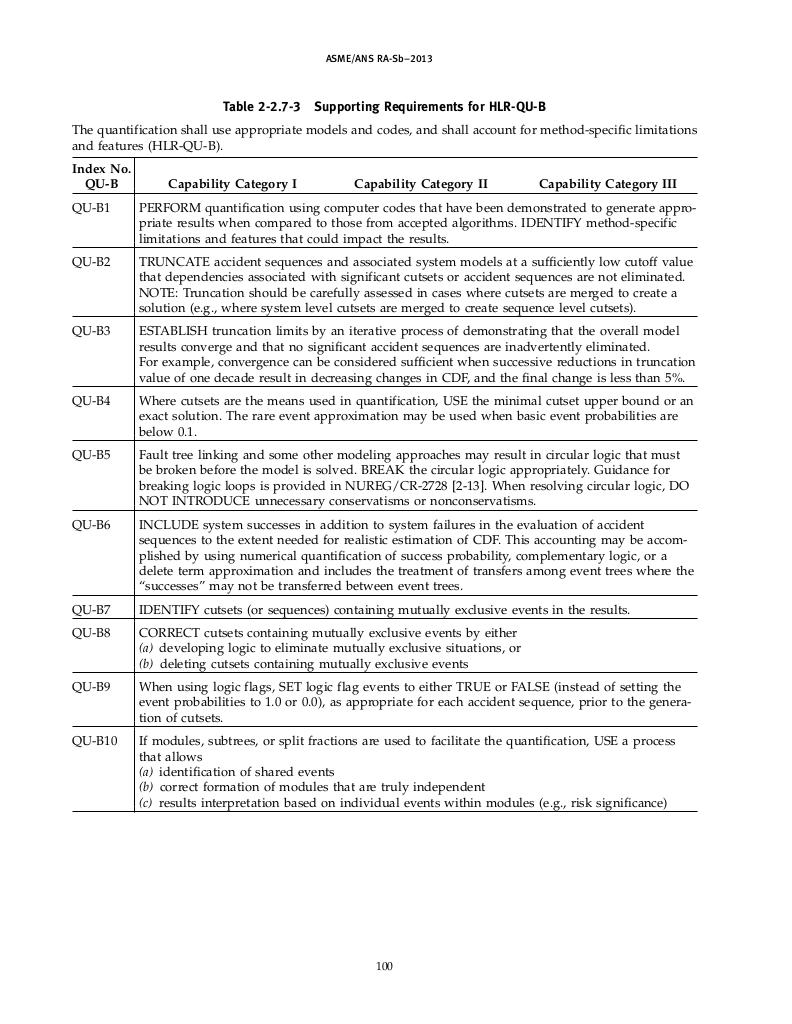 ASME/ANS RA-Sb–2013
Table 2-2.7-3 Supporting Requirements for HLR-QU-B
The quantification shall use appropriate models and codes, and shall account for method-specific limitations
and features (HLR-QU-B).
Index No.
QU-B Capability Category I Capability Category II Capability Category III
QU-B1 PERFORM quantification using computer codes that have been demonstrated to generate appro-
priate results when compared to those from accepted algorithms. IDENTIFY method-specific
limitations and features that could impact the results.
QU-B2 TRUNCATE accident sequences and associated system models at a sufficiently low cutoff value
that dependencies associated with significant cutsets or accident sequences are not eliminated.
NOTE: Truncation should be carefully assessed in cases where cutsets are merged to create a
solution (e.g., where system level cutsets are merged to create sequence level cutsets).
QU-B3 ESTABLISH truncation limits by an iterative process of demonstrating that the overall model
results converge and that no significant accident sequences are inadvertently eliminated.
For example, convergence can be considered sufficient when successive reductions in truncation
value of one decade result in decreasing changes in CDF, and the final change is less than 5%.
QU-B4 Where cutsets are the means used in quantification, USE the minimal cutset upper bound or an
exact solution. The rare event approximation may be used when basic event probabilities are
below 0.1.
QU-B5 Fault tree linking and some other modeling approaches may result in circular logic that must
be broken before the model is solved. BREAK the circular logic appropriately. Guidance for
breaking logic loops is provided in NUREG/CR-2728 [2-13]. When resolving circular logic, DO
NOT INTRODUCE unnecessary conservatisms or nonconservatisms.
QU-B6 INCLUDE system successes in addition to system failures in the evaluation of accident
sequences to the extent needed for realistic estimation of CDF. This accounting may be accom-
plished by using numerical quantification of success probability, complementary logic, or a
delete term approximation and includes the treatment of transfers among event trees where the
“successes” may not be transferred between event trees.
QU-B7 IDENTIFY cutsets (or sequences) containing mutually exclusive events in the results.
QU-B8 CORRECT cutsets containing mutually exclusive events by either
(a) developing logic to eliminate mutually exclusive situations, or
(b) deleting cutsets containing mutually exclusive events
QU-B9 When using logic flags, SET logic flag events to either TRUE or FALSE (instead of setting the
event probabilities to 1.0 or 0.0), as appropriate for each accident sequence, prior to the genera-
tion of cutsets.
QU-B10 If modules, subtrees, or split fractions are used to facilitate the quantification, USE a process
that allows
(a) identification of shared events
(b) correct formation of modules that are truly independent
(c) results interpretation based on individual events within modules (e.g., risk significance)
100